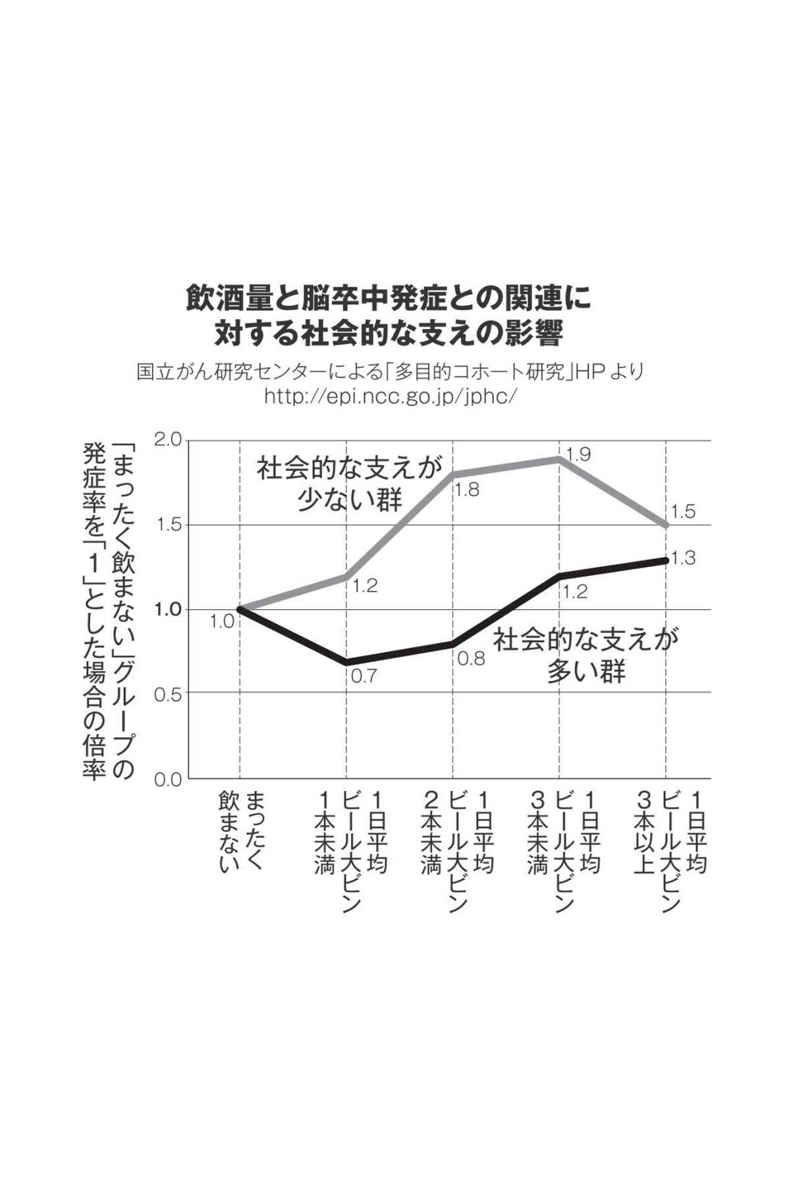 飲酒量と脳卒中発症との関連に
対する社会的な支えの影響
国立がん研究センターによる「多目的コホート研究」HPより
http://epi.ncc.go.jp/jphc/
「まったく飲まない」グループの
発症率を「1」とした場合の倍率
2.0
1.5
1.0
0.5
0.0
社会的な支えが
少ない群
1.2
1.8
1.9
1.5
1.0
0.7
0.8
1.2
1.3
社会的な支えが
多い群
まったく
飲まない
1日平均
ビール大ビン
1本未満
1日平均
ビール大ビン
2本未満
1日平均
ビール大ビン
3本未満
1日平均
ビール大ビン
3本以上